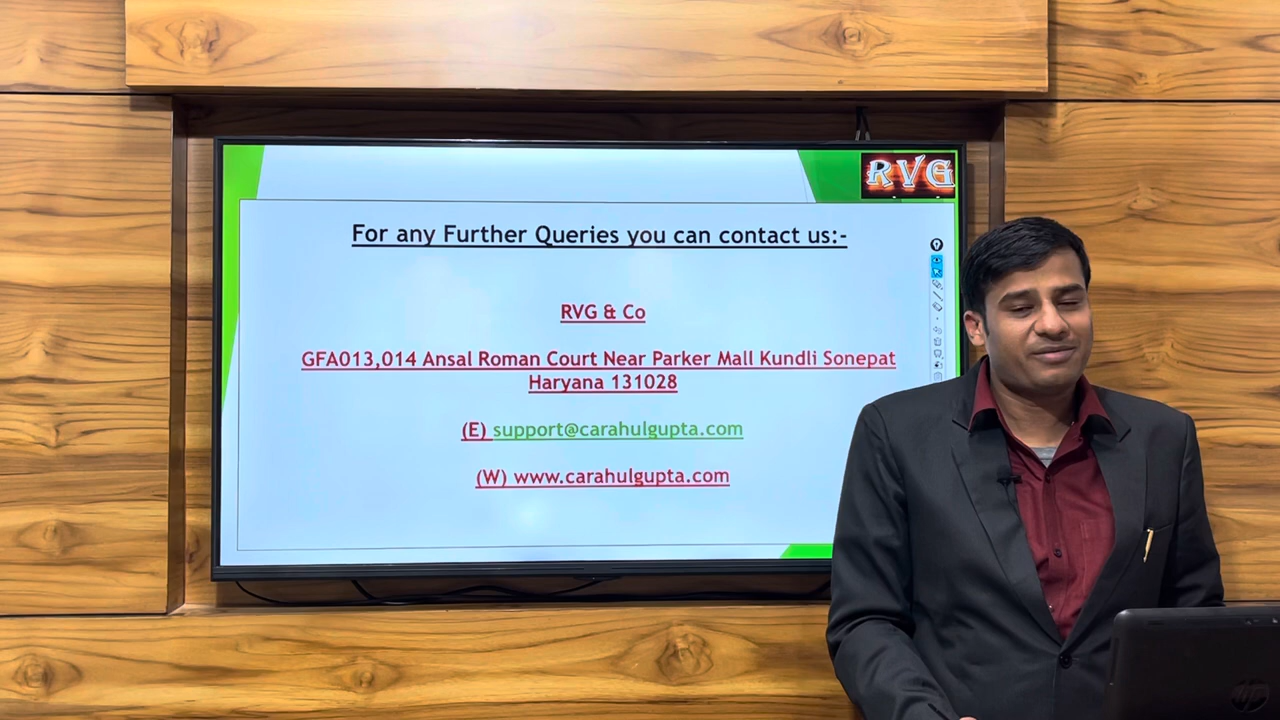 RVG
For any Further Queries you can contact us:-
RVG & Co
GFA013,014 Ansal Roman Court Near Parker Mall Kundli Sonepat
Haryana 131028
(E) support@carahulgupta.com
(W) www.carahulgupta.com
hp